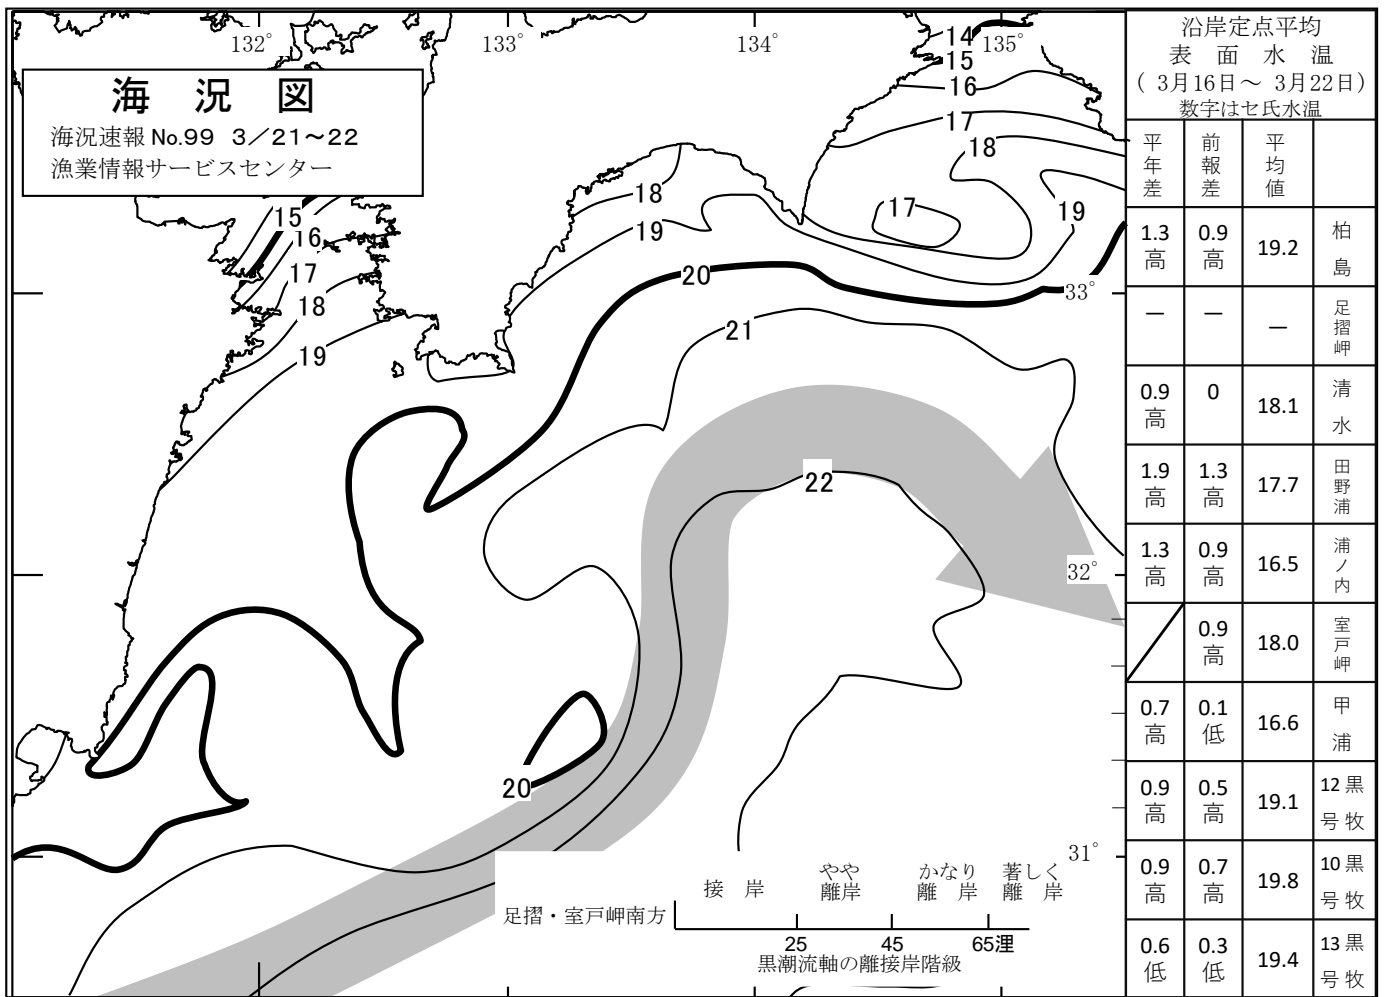 海 況 図
海況速報 No.99 3／21～22
漁業情報サービスセンター
132°
133°
134°
135°
14
15
16
17
18
17
19
18
19
20
15
16
17
18
19
21
22
20
33°
32°
31°
接 岸
やや
離岸
かなり
離 岸
著しく
離 岸
足摺・室戸岬南方
25 45 65浬
黒潮流軸の離接岸階級
沿岸定点平均
表 面 水 温
( 3月16日～ 3月22日)
数字はセ氏水温
平年差 前報差 平均値
1.3高 0.9高 19.2 柏島
－ － － 足摺岬
0.9高 0 18.1 清水
1.9高 1.3高 17.7 田野浦
1.3高 0.9高 16.5 浦ノ内
0.9高 18.0 室戸岬
0.7高 0.1低 16.6 甲浦
0.9高 0.5高 19.1 黒牧12号
0.9高 0.7高 19.8 黒牧10号
0.6低 0.3低 19.4 黒牧13号